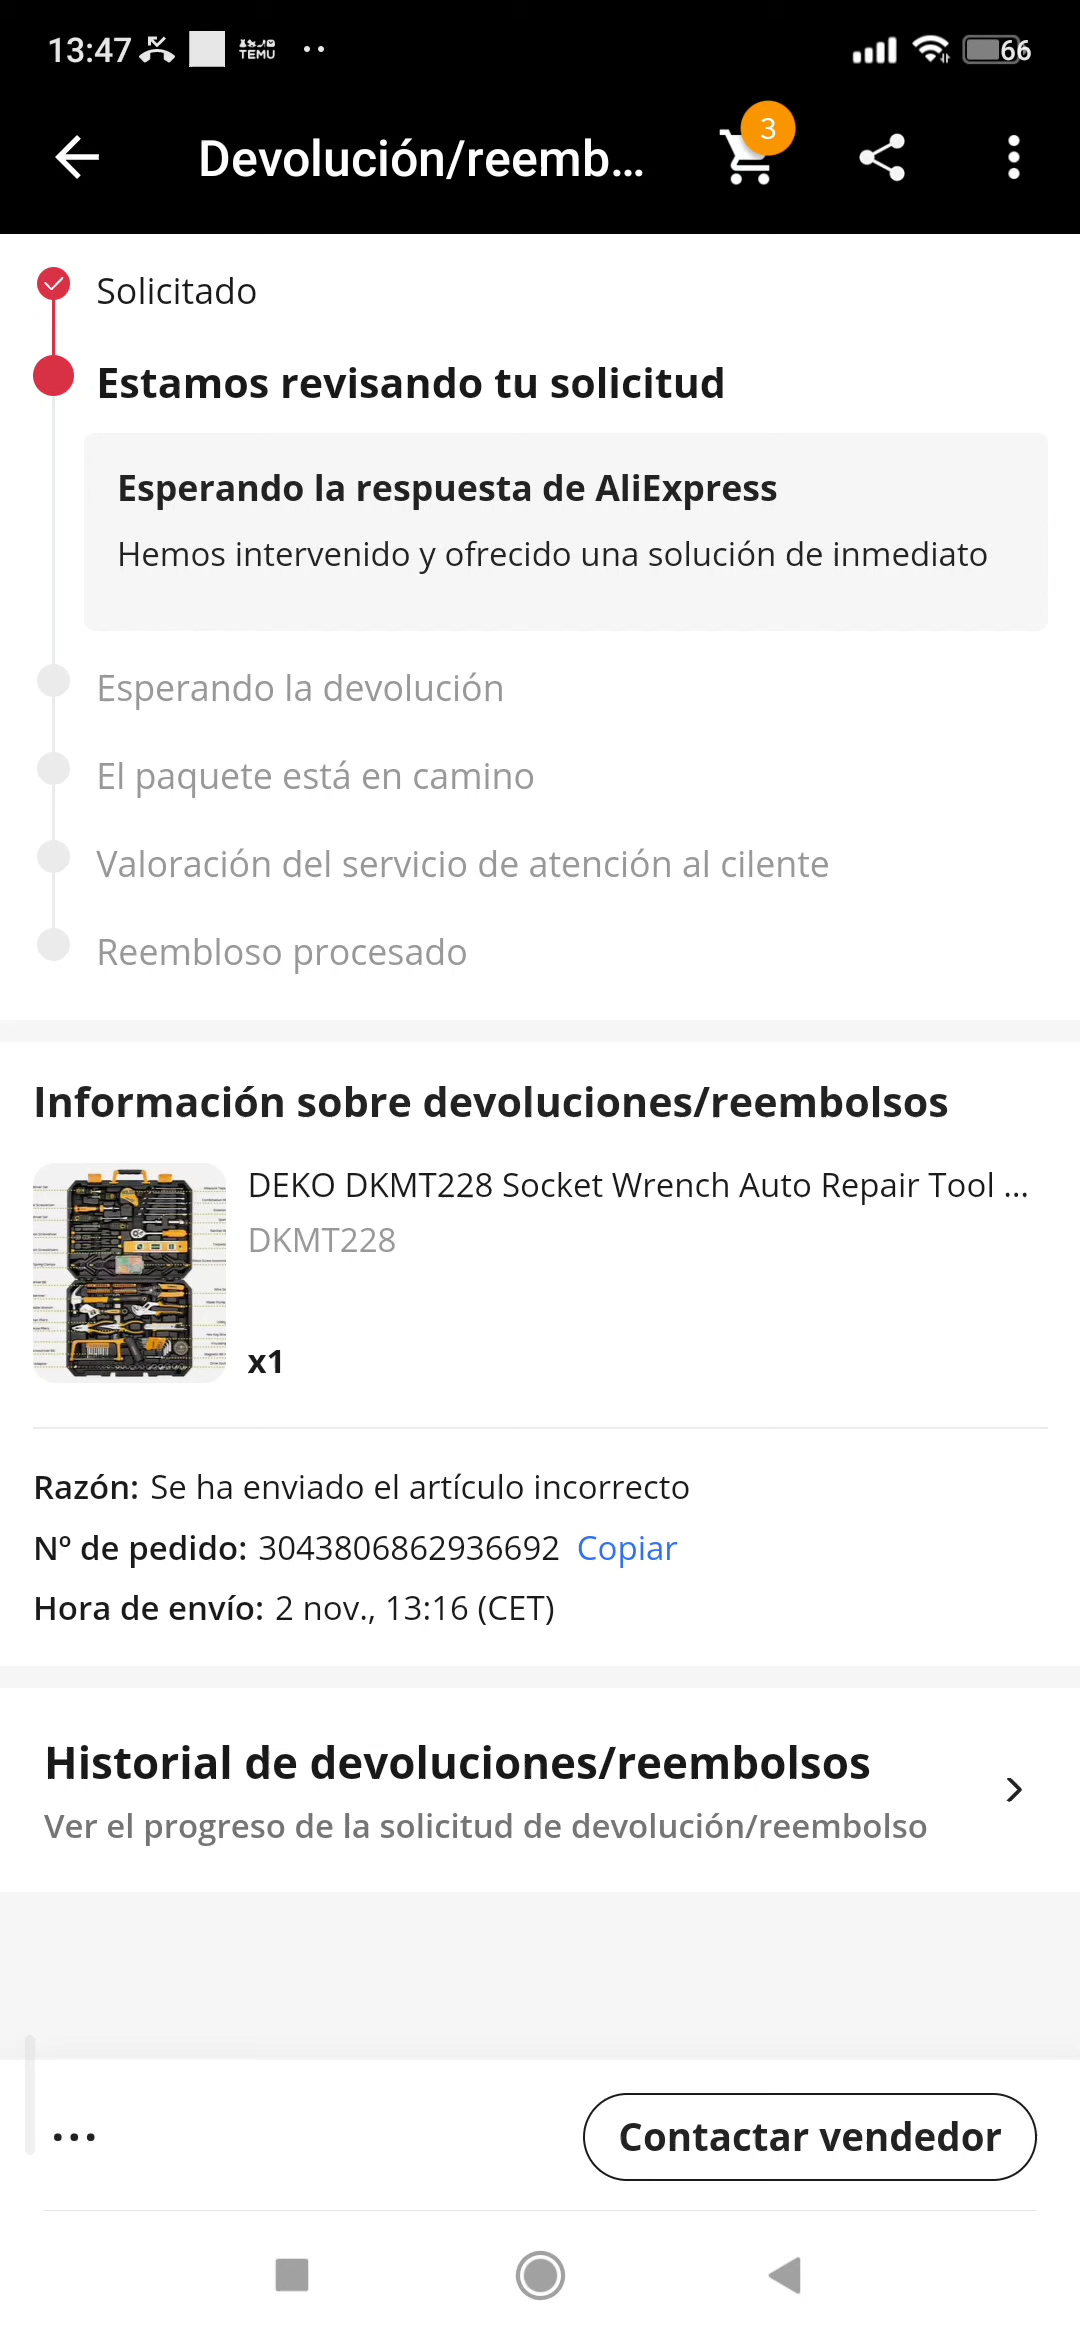 13:47
TEMU
66
Devolución/reemb...
3
Solicitado
Estamos revisando tu solicitud
Esperando la respuesta de AliExpress
Hemos intervenido y ofrecido una solución de inmediato
Esperando la devolución
El paquete está en camino
Valoración del servicio de atención al cilente
Reembloso procesado
Información sobre devoluciones/reembolsos
DEKO DKMT228 Socket Wrench Auto Repair Tool ...
DKMT228
x1
Razón: Se ha enviado el artículo incorrecto
Nº de pedido: 3043806862936692 Copiar
Hora de envío: 2 nov., 13:16 (CET)
Historial de devoluciones/reembolsos
Ver el progreso de la solicitud de devolución/reembolso
...
Contactar vendedor